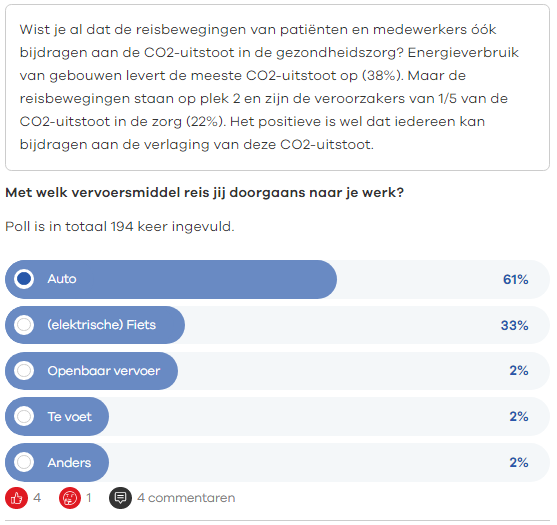 Wist je al dat de reisbewegingen van patiënten en medewerkers óók
bijdragen aan de CO2-uitstoot in de gezondheidszorg? Energieverbruik
van gebouwen levert de meeste CO2-uitstoot op (38%). Maar de
reisbewegingen staan op plek 2 en zijn de veroorzakers van 1/5 van de
CO2-uitstoot in de zorg (22%). Het positieve is wel dat iedereen kan
bijdragen aan de verlaging van deze CO2-uitstoot.
Met welk vervoersmiddel reis jij doorgaans naar je werk?
Poll is in totaal 194 keer ingevuld.
Auto 61%
(elektrische) Fiets 33%
Openbaar vervoer 2%
Te voet 2%
Anders 2%
4 1 4 commentaren